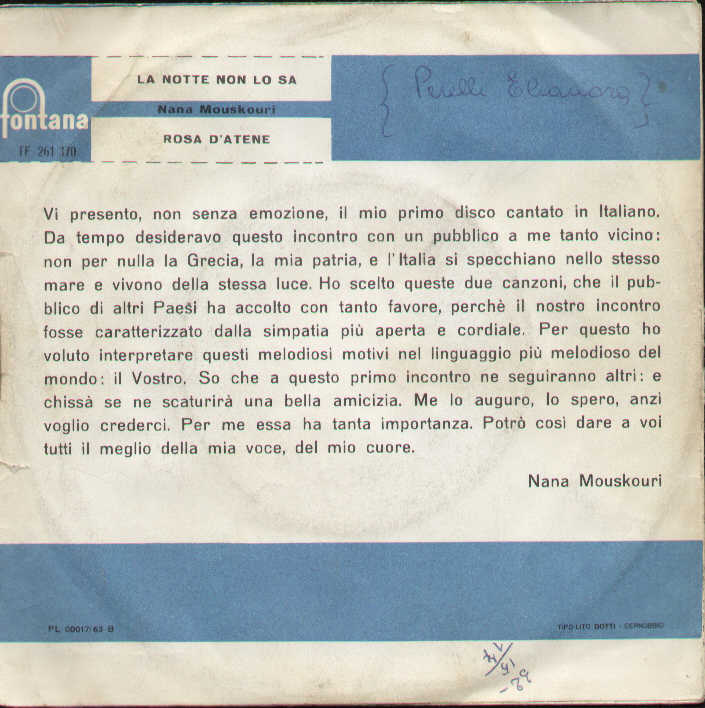 LA NOTTE NON LO SA
fontana
Nana Mouskouri
ROSA D'ATENE
TF 261 170
Vi presento, non senza emozione, il mio primo disco cantato in Italiano.
Da tempo desideravo questo incontro con un pubblico a me tanto vicino:
non per nulla la Grecia, la mia patria, e l'Italia si specchiano nello stesso
mare e vivono della stessa luce. Ho scelto queste due canzoni, che il pub-
blico di altri Paesi ha accolto con tanto favore, perchè il nostro incontro
fosse caratterizzato dalla simpatia più aperta e cordiale. Per questo ho
voluto interpretare questi melodiosi motivi nel linguaggio più melodioso del
mondo: il Vostro. So che a questo primo incontro ne seguiranno altri: e
chissà se ne scaturirà una bella amicizia. Me lo auguro, lo spero, anzi
voglio crederci. Per me essa ha tanta importanza. Potrò così dare a voi
tutti il meglio della mia voce, del mio cuore.
Nana Mouskouri
PL 00017/63 B
TIPO-LITO DOTTI - CERNOBBIO